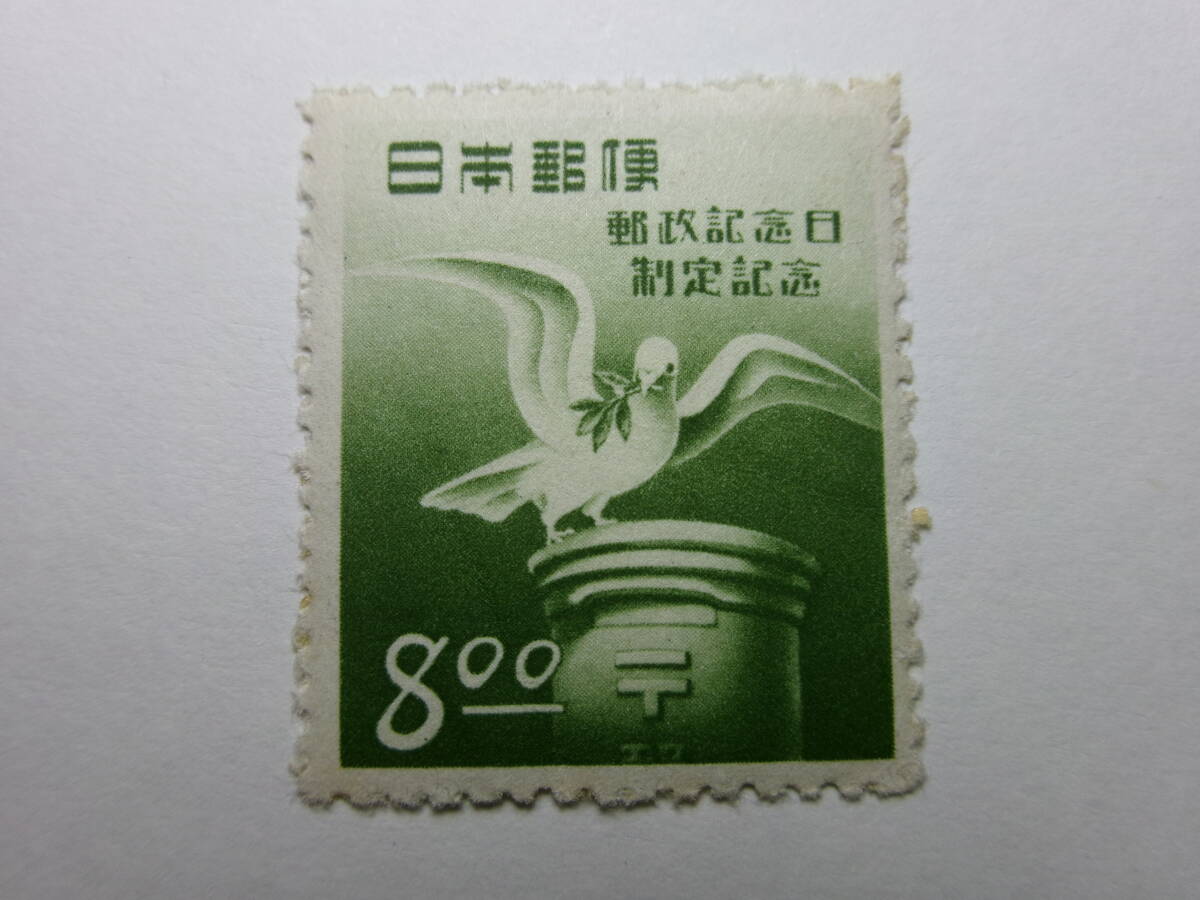 日本郵便
郵政記念日
制定記念
8.00
〒